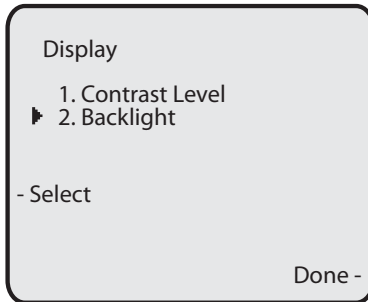 Display
1. Contrast Level
2. Backlight
- Select
Done -